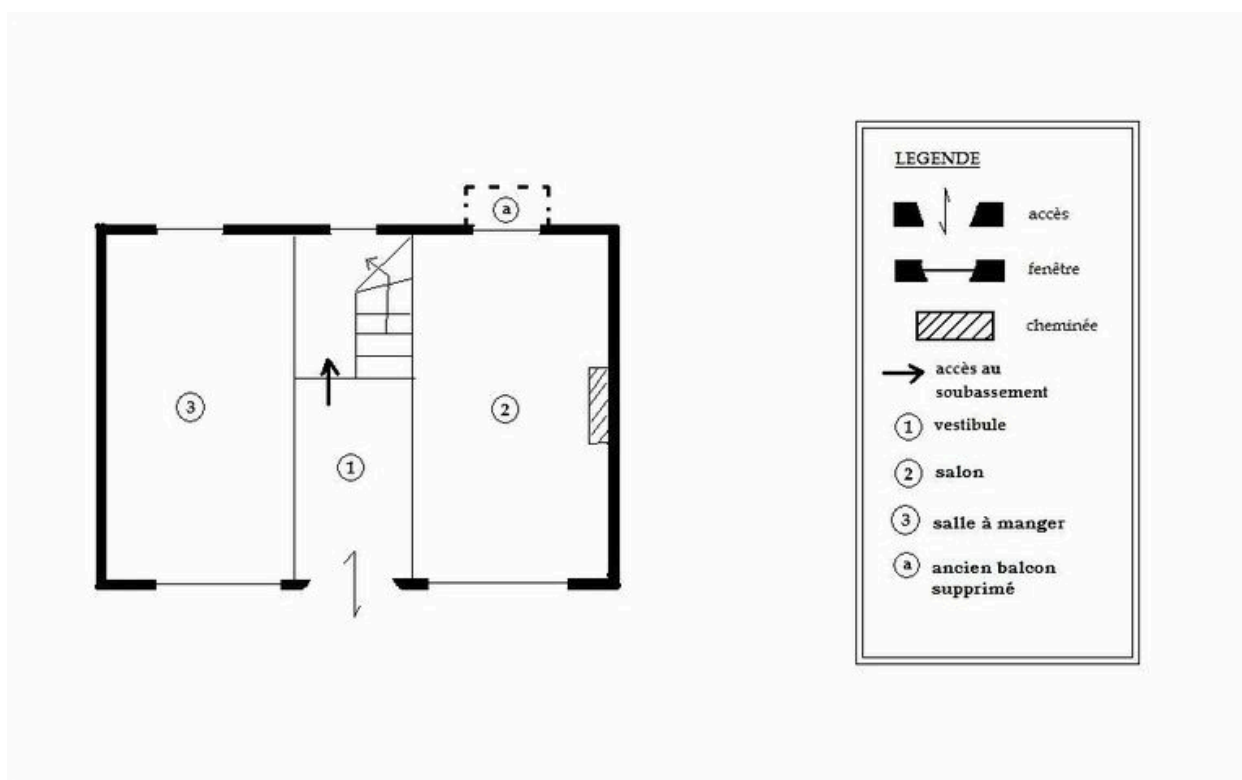 a
3
2
1
LEGENDE
accès
fenêtre
cheminée
accès au
soubassement
1 vestibule
2 salon
3 salle à manger
a ancien balcon
supprimé